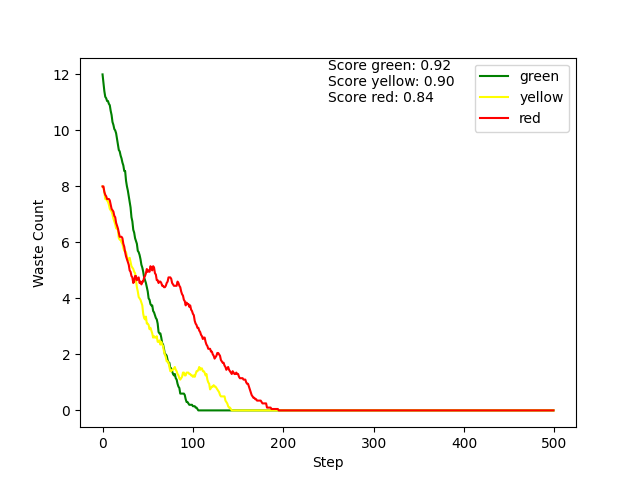 Score green: 0.92
Score yellow: 0.90
Score red: 0.84
green
yellow
red
12
10
8
6
4
2
0
Waste Count
0 100 200 300 400 500
Step